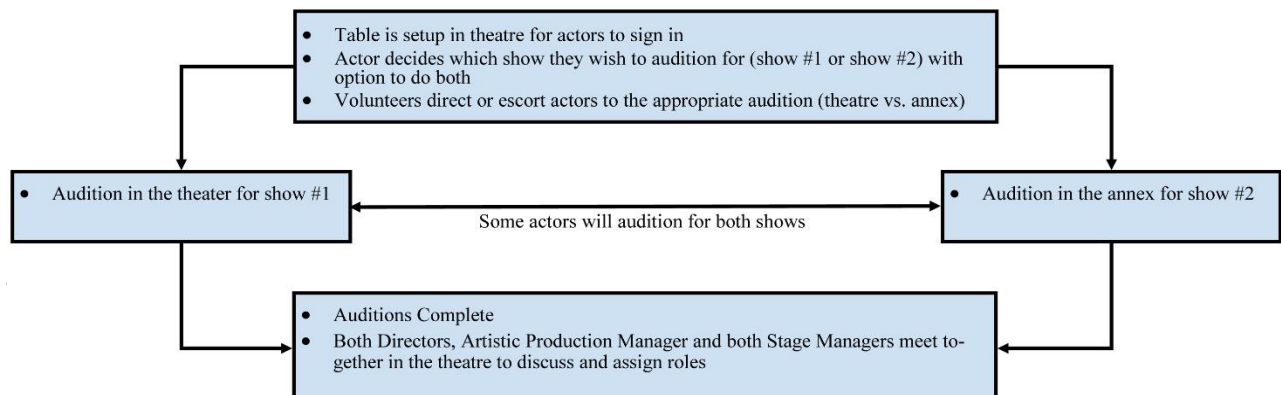 • Table is setup in theatre for actors to sign in
• Actor decides which show they wish to audition for (show #1 or show #2) with
option to do both
• Volunteers direct or escort actors to the appropriate audition (theatre vs. annex)
• Audition in the theater for show #1
Some actors will audition for both shows
• Audition in the annex for show #2
• Auditions Complete
• Both Directors, Artistic Production Manager and both Stage Managers meet to-
gether in the theatre to discuss and assign roles